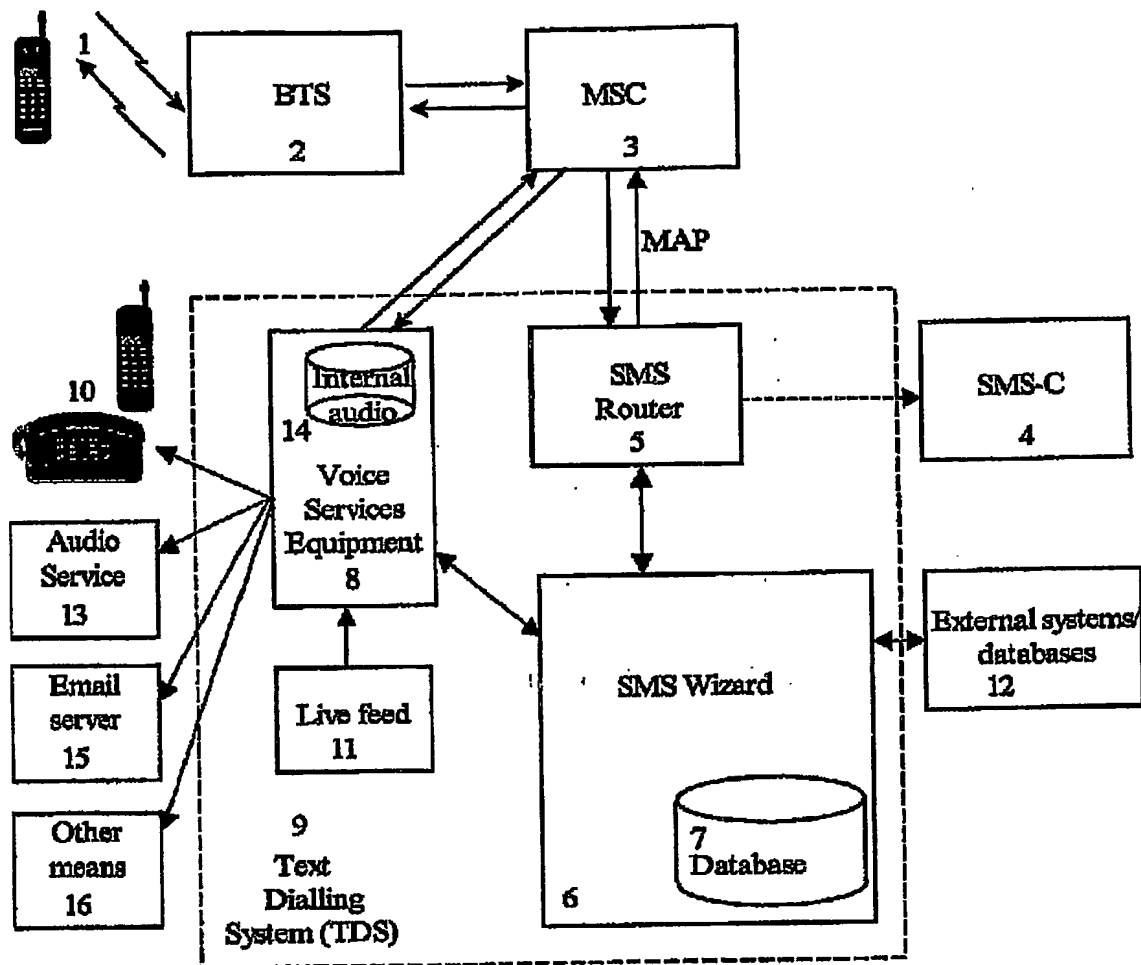 1
BTS
2
MSC
3
MAP
10
Internal
audio
14
Voice
Services
Equipment
8
SMS
Router
5
SMS-C
4
Audio
Service
13
Email
server
15
Other
means
16
Live feed
11
SMS Wizard
External systems/
databases
12
7
Database
6
9
Text
Dialling
System (TDS)